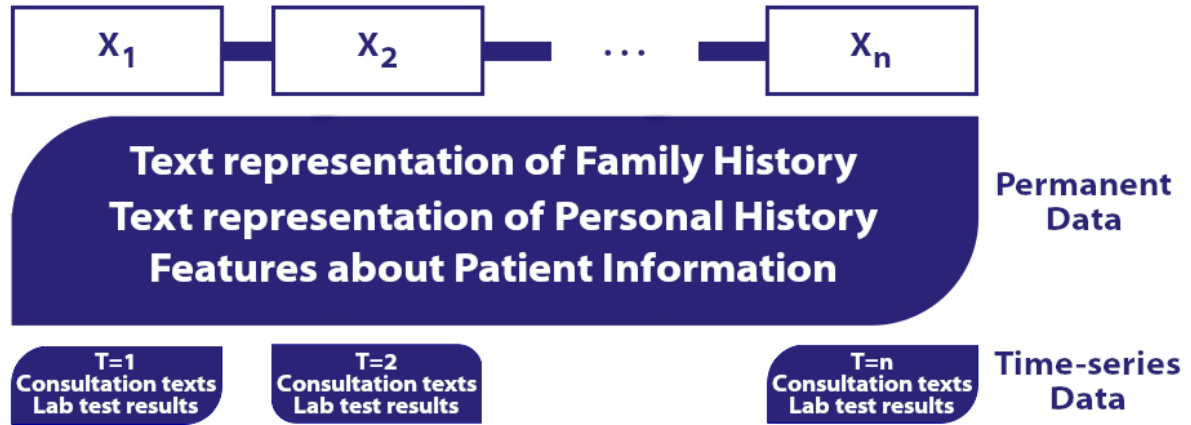 X1
X2
...
Xn
Text representation of Family History
Text representation of Personal History
Features about Patient Information
Permanent
Data
T=1
Consultation texts
Lab test results
T=2
Consultation texts
Lab test results
T=n
Consultation texts
Lab test results
Time-series
Data